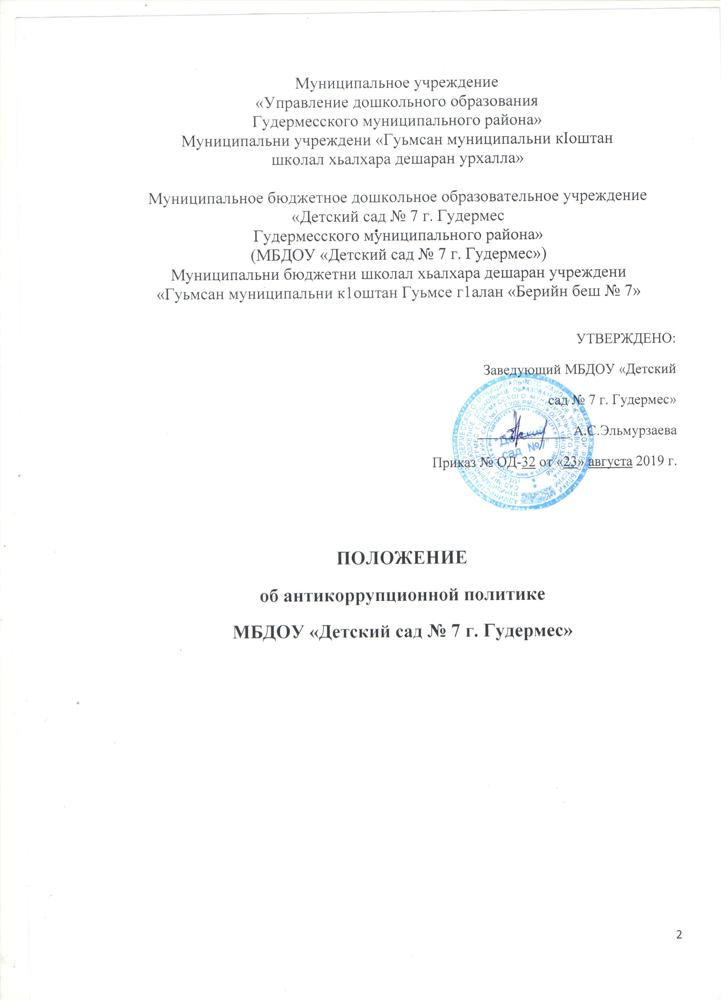 Муниципальное учреждение
«Управление дошкольного образования
Гудермесского муниципального района»
Муниципальни учреждени «Гуьмсан муниципальни кIоштан
школал хьалхара дешаран урхалла»
Муниципальное бюджетное дошкольное образовательное учреждение
«Детский сад № 7 г. Гудермес
Гудермесского муниципального района»
(МБДОУ «Детский сад № 7 г. Гудермес»)
Муниципальни бюджетни школал хьалхара дешаран учреждени
«Гуьмсан муниципальни к1оштан Гуьмсе г1алан «Берийн беш № 7»
УТВЕРЖДЕНО:
Заведующий МБДОУ «Детский
сад № 7 г. Гудермес»
А.С.Эльмурзаева
Приказ № ОД-32 от «23» августа 2019 г.
"Детский
сад №7"
ПОЛОЖЕНИЕ
об антикоррупционной политике
МБДОУ «Детский сад № 7 г. Гудермес»
2